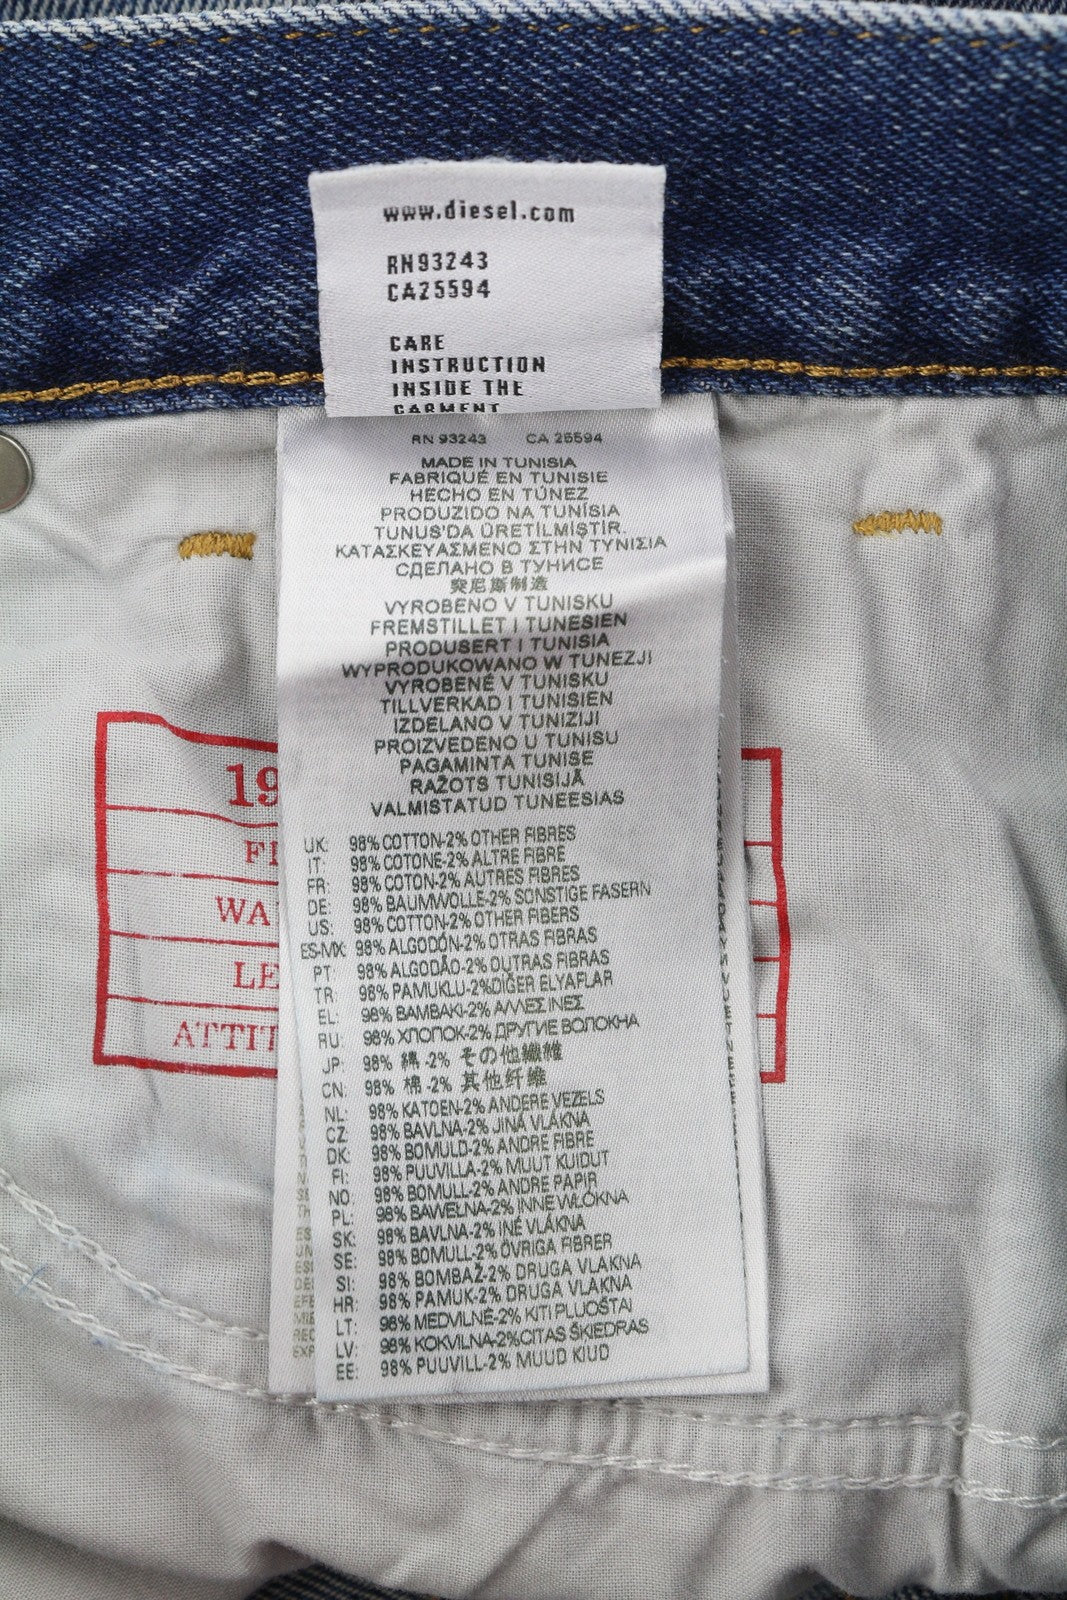 www.diesel.com
RN93243
CA25594
CARE
INSTRUCTION
INSIDE THE
GARMENT
RN 93243 CA 25594
MADE IN TUNISIA
FABRIQUÉ EN TUNISIE
HECHO EN TÚNEZ
PRODUZIDO NA TUNÍSIA
TUNUS'DA ÜRETİLMİŞTİR.
ΚΑΤΑΣΚΕΥΑΣΜΕΝΟ ΣΤΗΝ ΤΥΝΙΣΙΑ
СДЕЛАНО В ТУНИСЕ
突尼斯制造
VYROBENO V TUNISKU
FREMSTILLET I TUNESIEN
PRODUSERT I TUNISIA
WYPRODUKOWANO W TUNEZJI
VYROBENÉ V TUNISKU
TILLVERKAD I TUNISIEN
IZDELANO V TUNIZIJI
PROIZVEDENO U TUNISU
PAGAMINTA TUNISE
RAŽOTS TUNISIJĀ
VALMISTATUD TUNEESIAS
UK: 98% COTTON-2% OTHER FIBRES
IT: 98% COTONE-2% ALTRE FIBRE
FR: 98% COTON-2% AUTRES FIBRES
DE: 98% BAUMWOLLE-2% SONSTIGE FASERN
US: 98% COTTON-2% OTHER FIBERS
ES-MX: 98% ALGODÓN-2% OTRAS FIBRAS
PT: 98% ALGODÃO-2% OUTRAS FIBRAS
TR: 98% PAMUKLU-2%DİĞER ELYAFLAR
EL: 98% ΒΑΜΒΑΚΙ-2% ΑΛΛΕΣ ΙΝΕΣ
RU: 98% ХЛОПОК-2% ДРУГИЕ ВОЛОКНА
JP: 98% 綿 -2% その他繊維
CN: 98% 棉 -2% 其他纤维
NL: 98% KATOEN-2% ANDERE VEZELS
CZ: 98% BAVLNA-2% JINÁ VLÁKNA
DK: 98% BOMULD-2% ANDRE FIBRE
FI: 98% PUUVILLA-2% MUUT KUIDUT
NO: 98% BOMULL-2% ANDRE PAPIR
PL: 98% BAWEŁNA-2% INNE WŁÓKNA
SK: 98% BAVLNA-2% INÉ VLÁKNA
SE: 98% BOMULL-2% ÖVRIGA FIBRER
SI: 98% BOMBAŽ-2% DRUGA VLAKNA
HR: 98% PAMUK-2% DRUGA VLAKNA
LT: 98% MEDVILNĖ-2% KITI PLUOŠTAI
LV: 98% KOKVILNA-2%CITAS ŠĶIEDRAS
EE: 98% PUUVILL-2% MUUD KIUD
19
FI
WA
LE
ATTIT